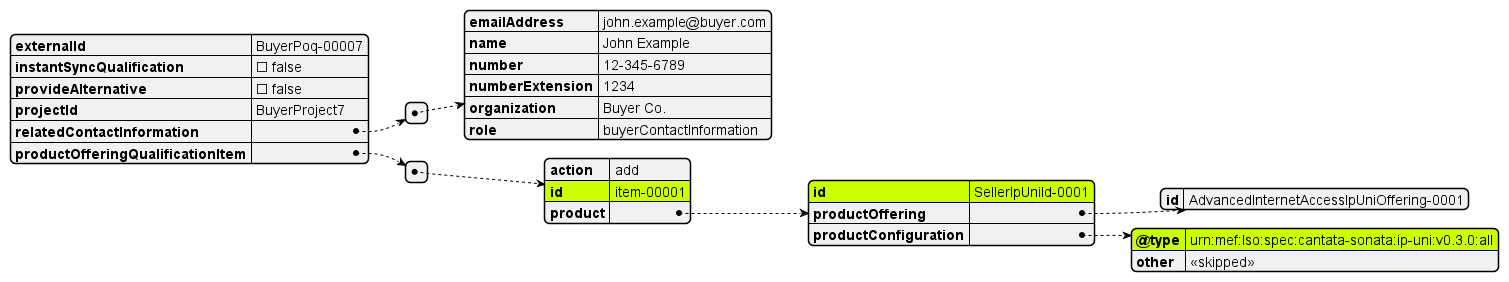 externalId BuyerPoq-00007
instantSyncQualification ☐ false
provideAlternative ☐ false
projectId BuyerProject7
relatedContactInformation
productOfferingQualificationItem
emailAddress john.example@buyer.com
name John Example
number 12-345-6789
numberExtension 1234
organization Buyer Co.
role buyerContactInformation
action add
id item-00001
product
id SellerIpUniId-0001
productOffering
productConfiguration
id AdvancedInternetAccessIpUniOffering-0001
@type urn:mef:lso:spec:cantata-sonata:ip-uni:v0.3.0:all
other «skipped»